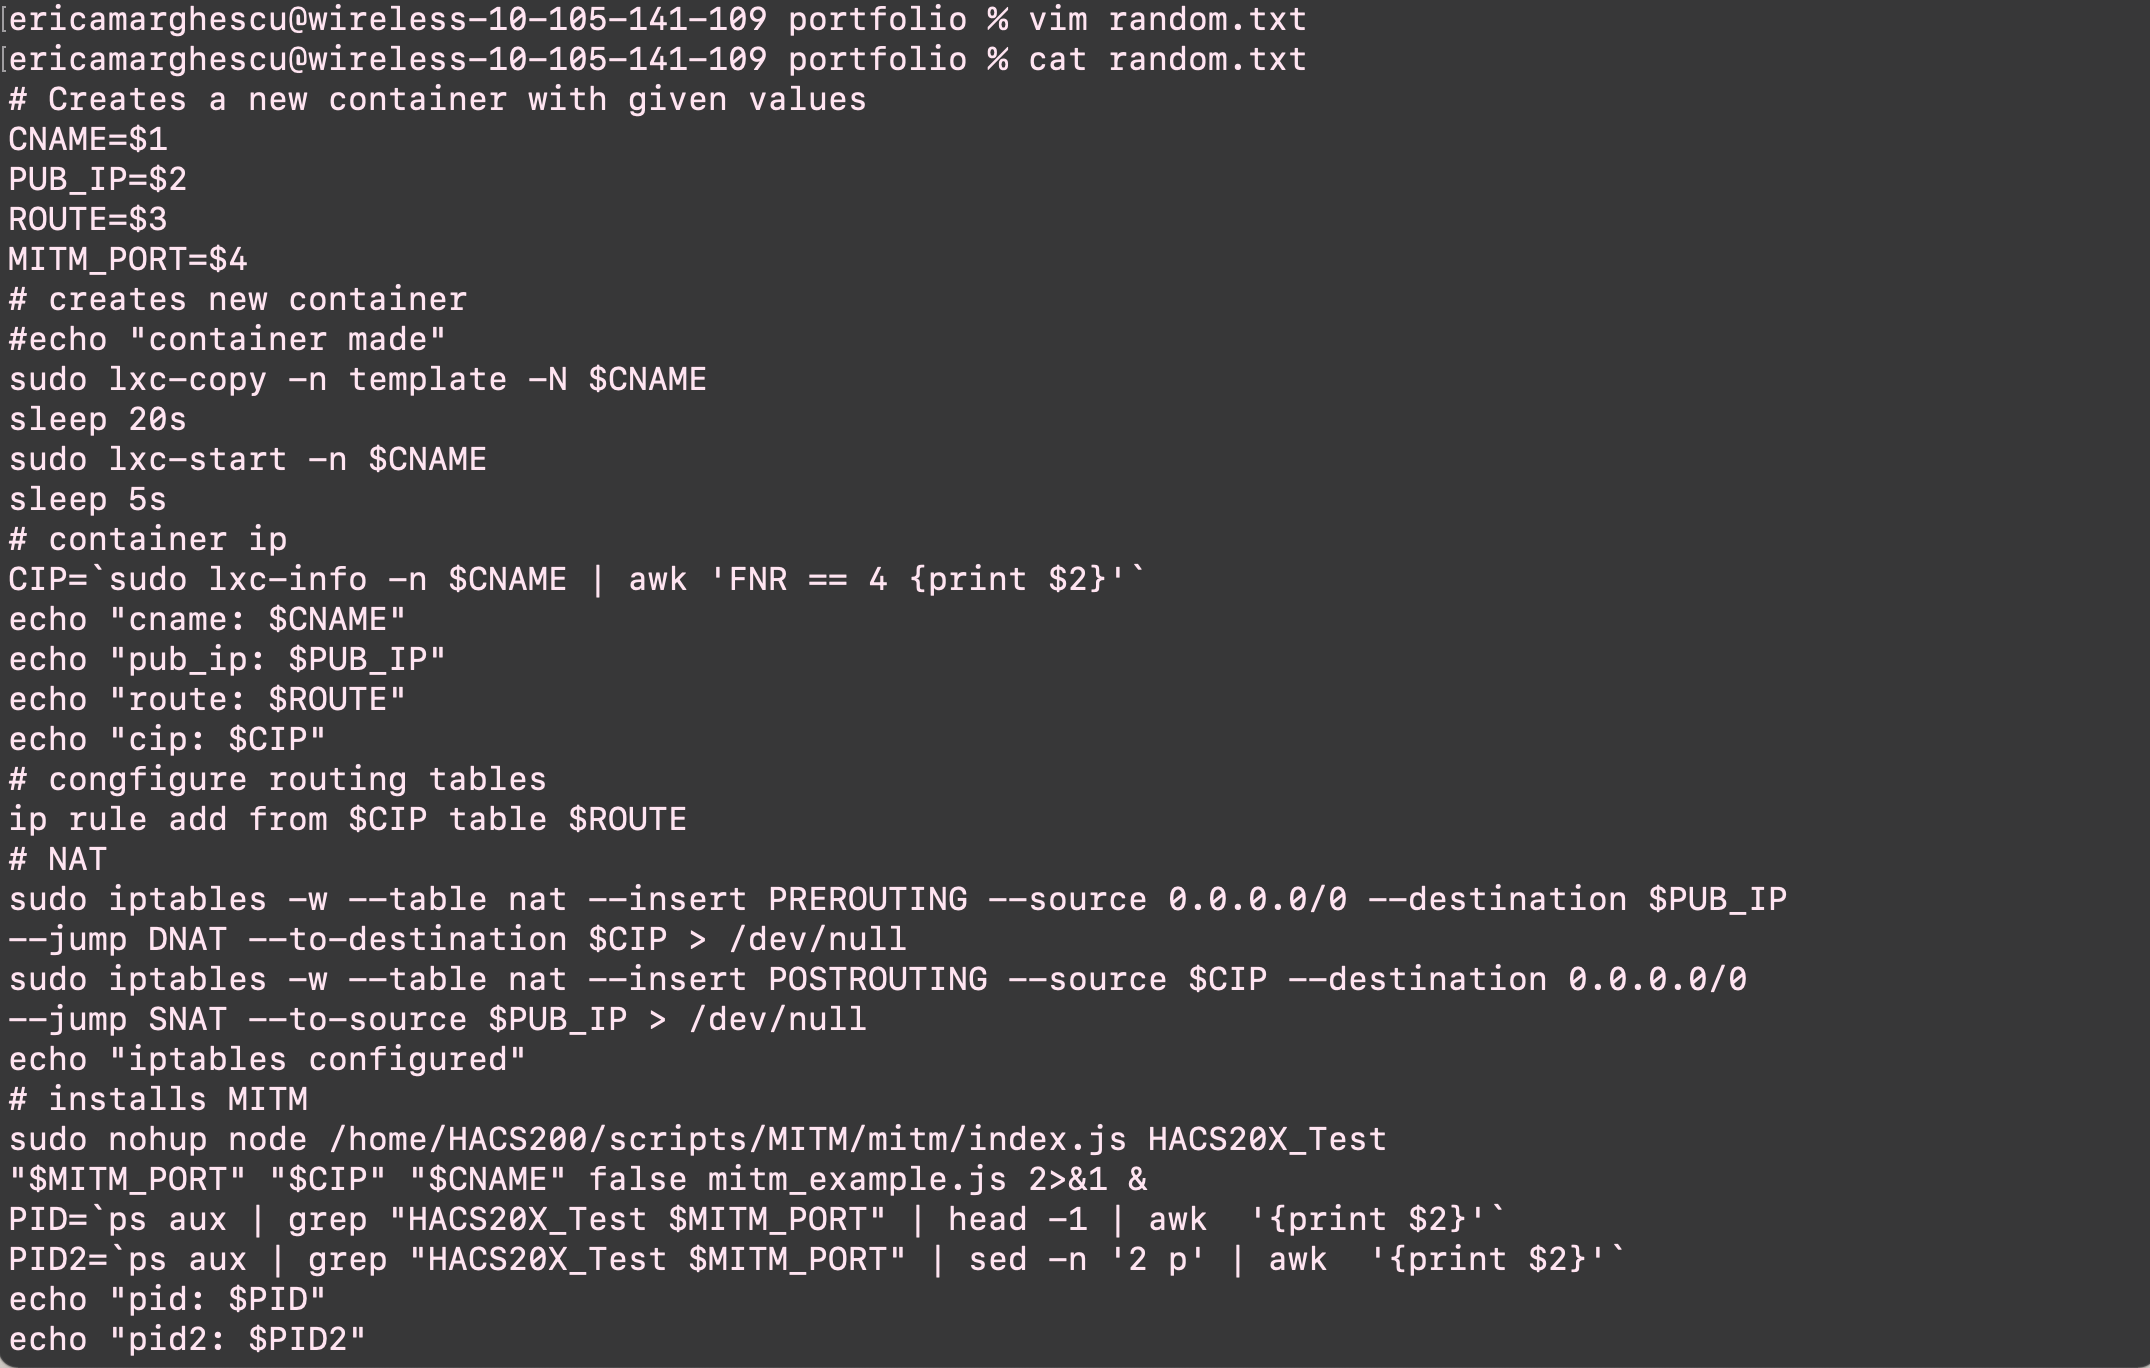 [ericamarghescu@wireless-10-105-141-109 portfolio % vim random.txt
[ericamarghescu@wireless-10-105-141-109 portfolio % cat random.txt
# Creates a new container with given values
CNAME=$1
PUB_IP=$2
ROUTE=$3
MITM_PORT=$4
# creates new container
#echo "container made"
sudo lxc-copy -n template -N $CNAME
sleep 20s
sudo lxc-start -n $CNAME
sleep 5s
# container ip
CIP=`sudo lxc-info -n $CNAME | awk 'FNR == 4 {print $2}'`
echo "cname: $CNAME"
echo "pub_ip: $PUB_IP"
echo "route: $ROUTE"
echo "cip: $CIP"
# congfigure routing tables
ip rule add from $CIP table $ROUTE
# NAT
sudo iptables -w --table nat --insert PREROUTING --source 0.0.0.0/0 --destination $PUB_IP
--jump DNAT --to-destination $CIP > /dev/null
sudo iptables -w --table nat --insert POSTROUTING --source $CIP --destination 0.0.0.0/0
--jump SNAT --to-source $PUB_IP > /dev/null
echo "iptables configured"
# installs MITM
sudo nohup node /home/HACS200/scripts/MITM/mitm/index.js HACS20X_Test
"$MITM_PORT" "$CIP" "$CNAME" false mitm_example.js 2>&1 &
PID=`ps aux | grep "HACS20X_Test $MITM_PORT" | head -1 | awk  '{print $2}'`
PID2=`ps aux | grep "HACS20X_Test $MITM_PORT" | sed -n '2 p' | awk  '{print $2}'`
echo "pid: $PID"
echo "pid2: $PID2"